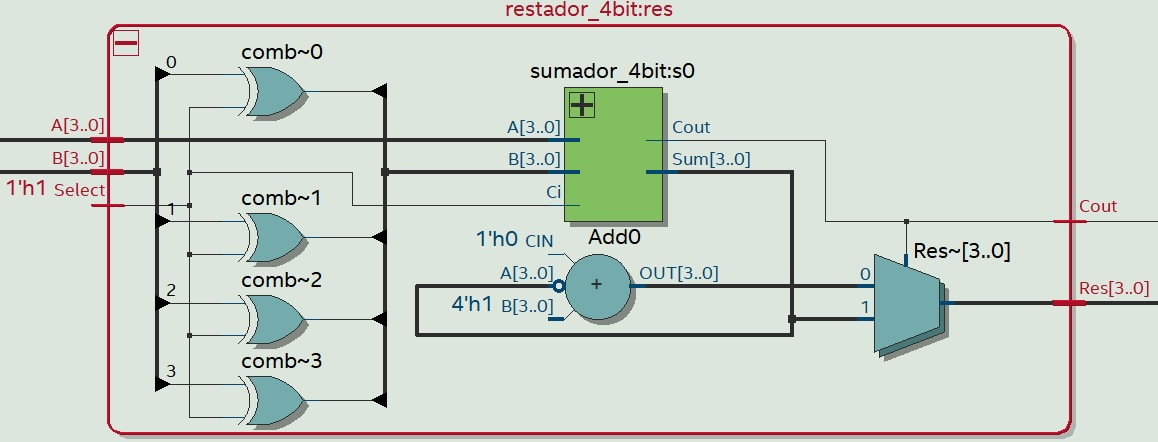 restador_4bit:res
comb~0
0
sumador_4bit:s0
A[3..0]
A[3..0]
Cout
B[3..0]
B[3..0]
Sum[3..0]
1'h1 Select
Ci
comb~1
1
Cout
Add0
1'h0 CIN
Res~[3..0]
A[3..0]
OUT[3..0]
0
comb~2
2
4'h1 B[3..0]
1
Res[3..0]
+
comb~3
3